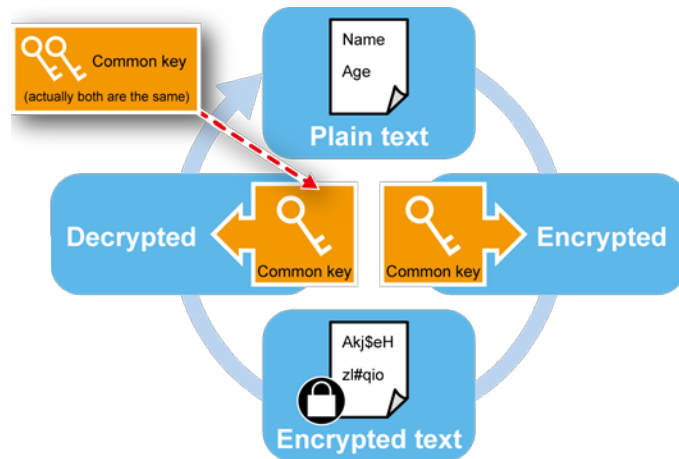 Common key
(actually both are the same)
Name
Age
Plain text
Decrypted
Common key
Common key
Encrypted
Akj$eH
zl#qio
Encrypted text